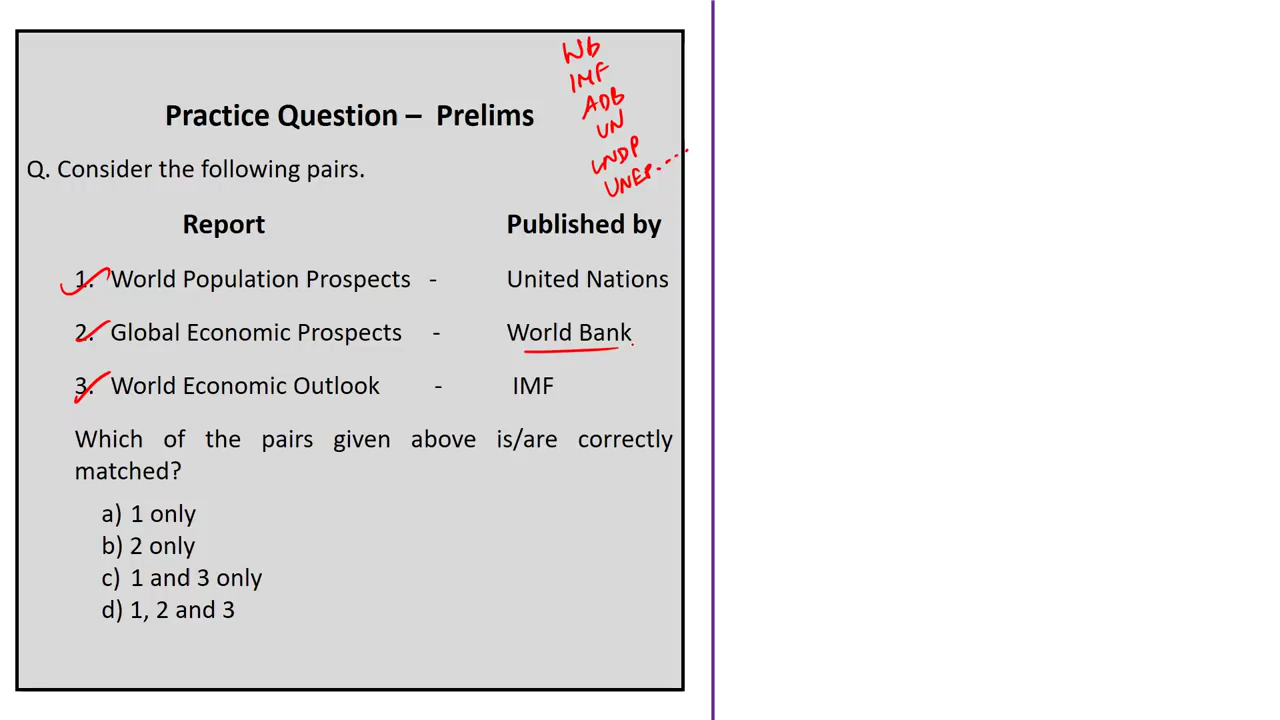 Wb
IMF
ADB
UN
UNDP
UNEP.....
Practice Question – Prelims
Q. Consider the following pairs.
Report Published by
1. World Population Prospects - United Nations
2. Global Economic Prospects - World Bank
3. World Economic Outlook - IMF
Which of the pairs given above is/are correctly
matched?
a) 1 only
b) 2 only
c) 1 and 3 only
d) 1, 2 and 3